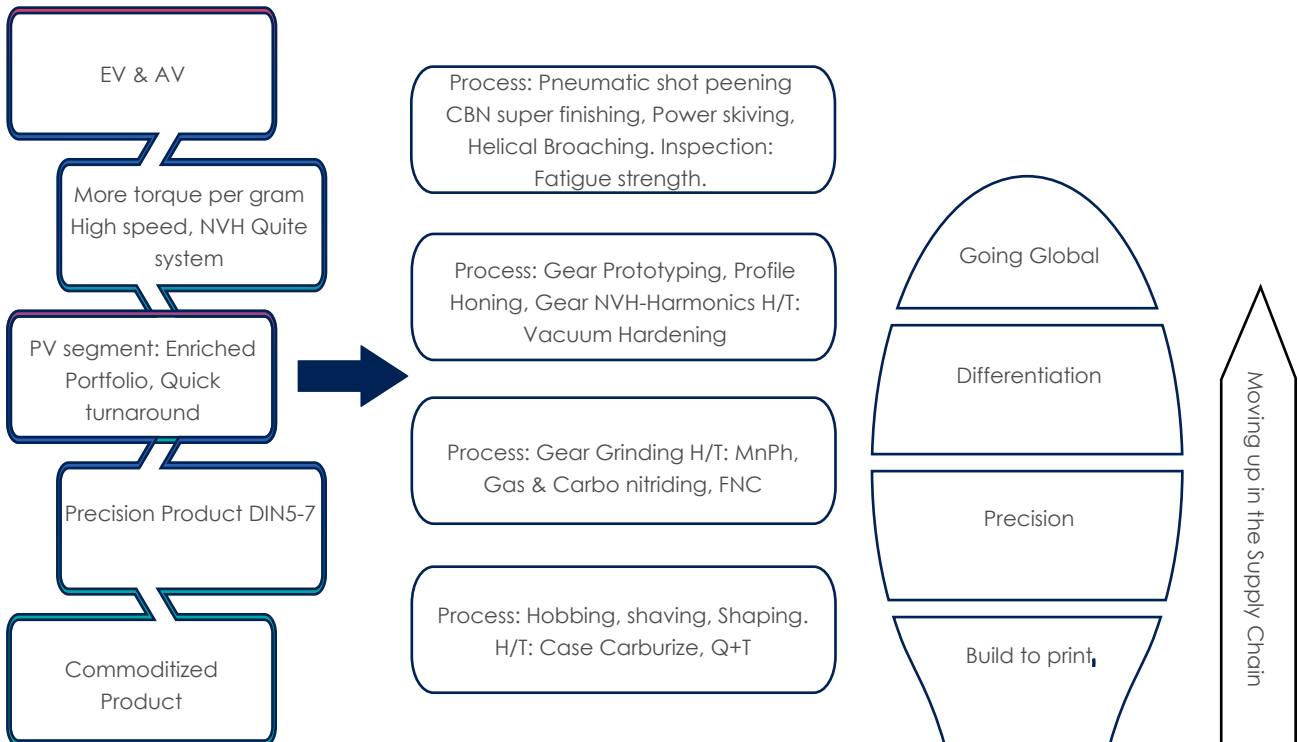 EV & AV
More torque per gram
High speed, NVH Quite
system
PV segment: Enriched
Portfolio, Quick
turnaround
Precision Product DIN5-7
Commoditized
Product
Process: Pneumatic shot peening
CBN super finishing, Power skiving,
Helical Broaching. Inspection:
Fatigue strength.
Process: Gear Prototyping, Profile
Honing, Gear NVH-Harmonics H/T:
Vacuum Hardening
Process: Gear Grinding H/T: MnPh,
Gas & Carbo nitriding, FNC
Process: Hobbing, shaving, Shaping.
H/T: Case Carburize, Q+T
Going Global
Differentiation
Precision
Build to print,
Moving up in the Supply Chain